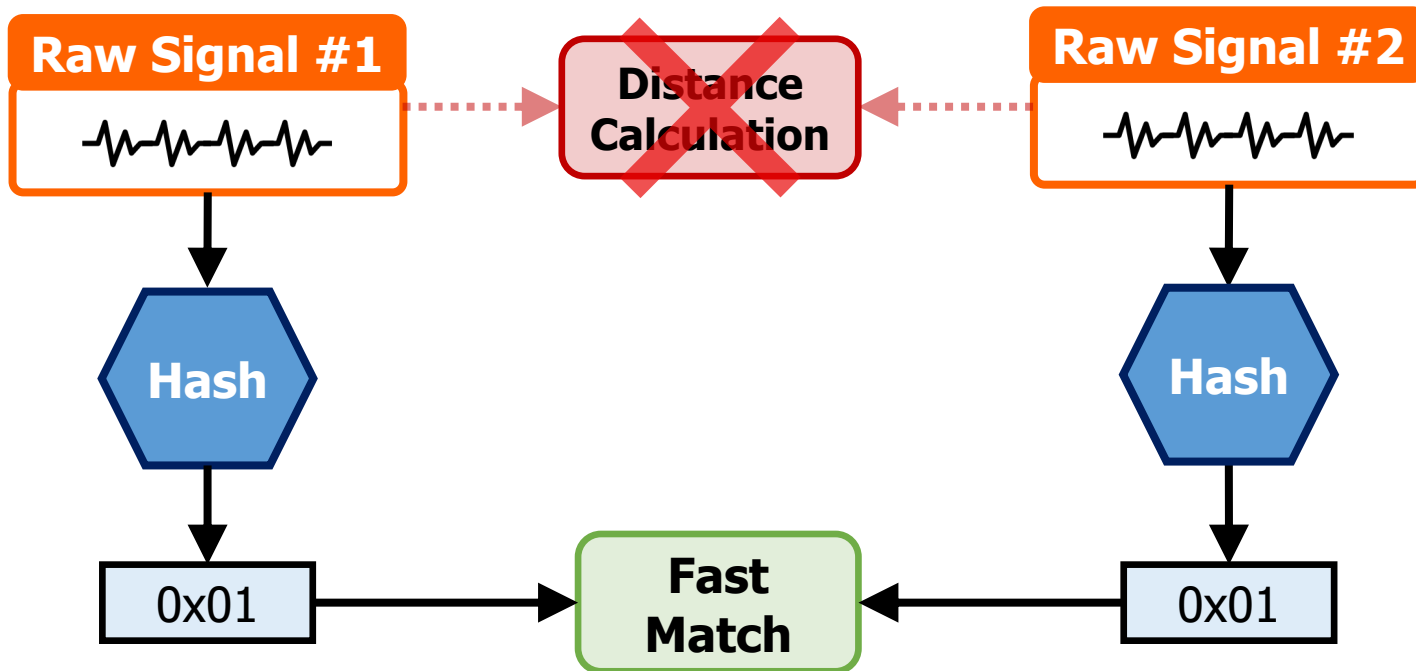 Raw Signal #1
Distance
Calculation
Raw Signal #2
Hash
Hash
0x01
Fast
Match
0x01